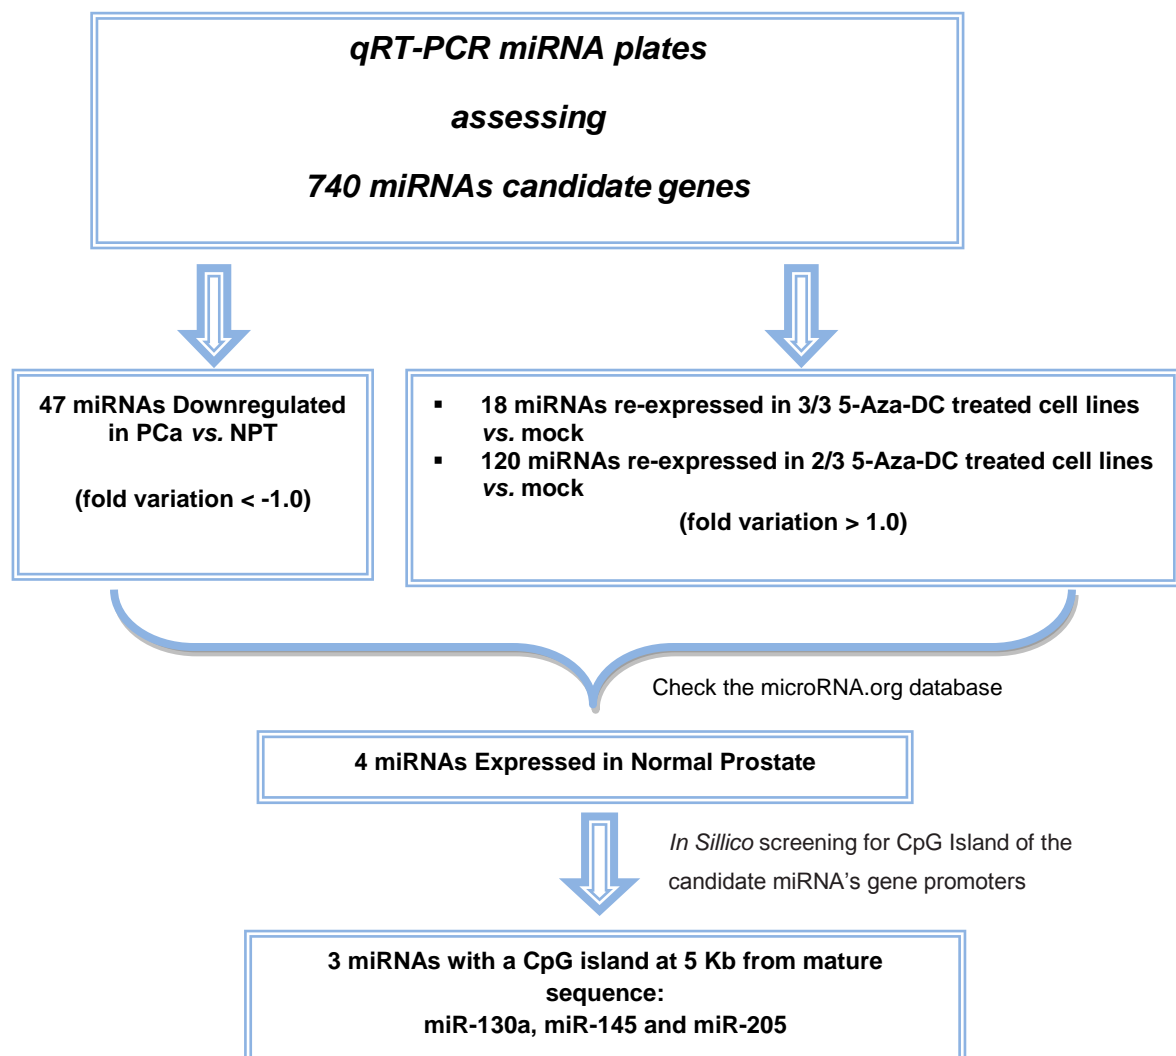 qRT-PCR miRNA plates
assessing
740 miRNAs candidate genes
47 miRNAs Downregulated
in PCa vs. NPT
(fold variation < -1.0)
▪ 18 miRNAs re-expressed in 3/3 5-Aza-DC treated cell lines
vs. mock
▪ 120 miRNAs re-expressed in 2/3 5-Aza-DC treated cell lines
vs. mock
(fold variation > 1.0)
Check the microRNA.org database
4 miRNAs Expressed in Normal Prostate
In Sillico screening for CpG Island of the
candidate miRNA’s gene promoters
3 miRNAs with a CpG island at 5 Kb from mature
sequence:
miR-130a, miR-145 and miR-205